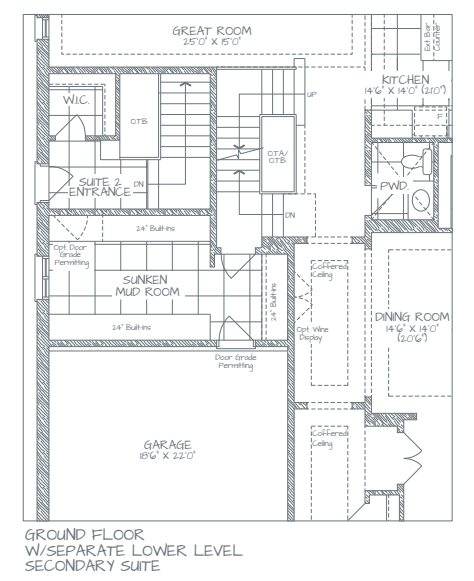 GREAT ROOM
25'0" X 15'0"
Ext Bar
Counter
KITCHEN
14'6" X 14'0" (21'0")
UP
W.I.C.
O.T.B.
O.T.A/
O.T.B.
SUITE 2
ENTRANCE
DN
PWD.
DN
24" Built-ins
Opt Door
Grade
Permitting
SUNKEN
MUD ROOM
24" Built-ins
Coffered
Ceiling
24" Built-ins
Opt Wine
Display
DINING ROOM
14'6" X 14'0"
(20'6")
Door Grade
Permitting
GARAGE
18'6" X 22'0"
Coffered
Ceiling
GROUND FLOOR
W/SEPARATE LOWER LEVEL
SECONDARY SUITE